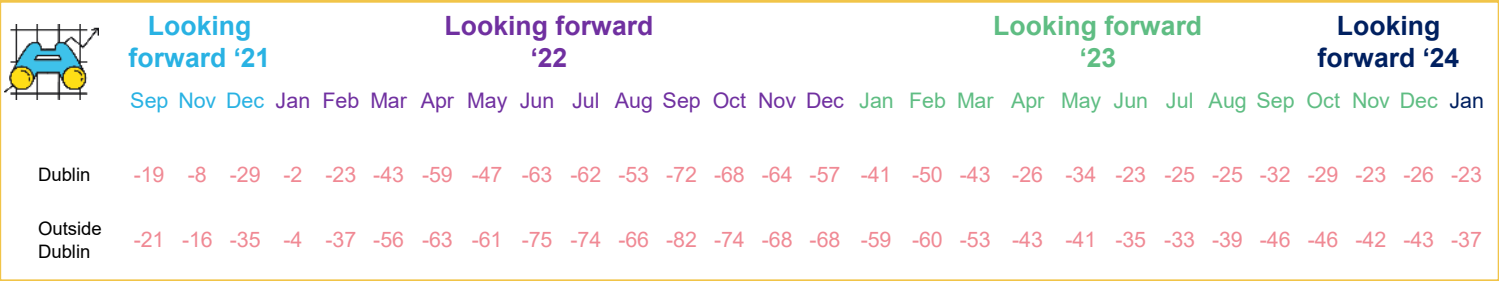 Looking forward ‘21
Looking forward ‘22
Looking forward ‘23
Looking forward ‘24
Sep Nov Dec Jan Feb Mar Apr May Jun Jul Aug Sep Oct Nov Dec Jan Feb Mar Apr May Jun Jul Aug Sep Oct Nov Dec Jan
Dublin -19 -8 -29 -2 -23 -43 -59 -47 -63 -62 -53 -72 -68 -64 -57 -41 -50 -43 -26 -34 -23 -25 -25 -32 -29 -23 -26 -23
Outside Dublin -21 -16 -35 -4 -37 -56 -63 -61 -75 -74 -66 -82 -74 -68 -68 -59 -60 -53 -43 -41 -35 -33 -39 -46 -46 -42 -43 -37